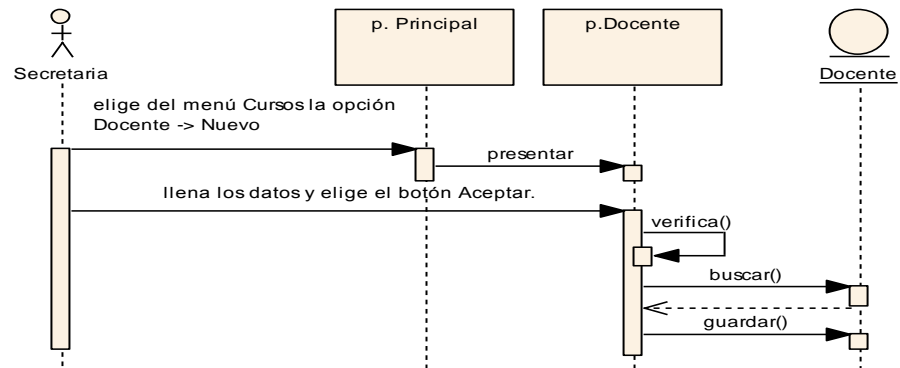 p. Principal
p.Docente
Secretaria
Docente
elige del menú Cursos la opción
Docente -> Nuevo
presentar
llena los datos y elige el botón Aceptar.
verifica()
buscar()
guardar()